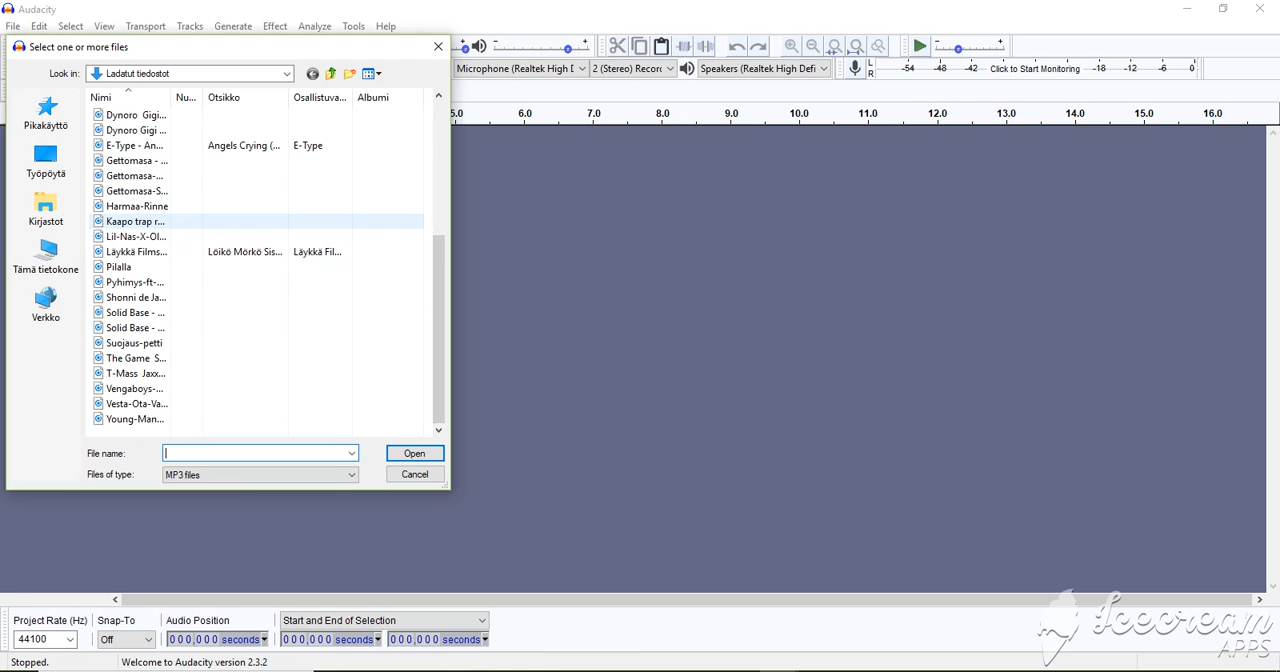 Audacity
File Edit Select View Transport Tracks Generate Effect Analyze Tools Help
Select one or more files
Look in: Ladatut tiedostot
Microphone (Realtek High D 2 (Stereo) Record Speakers (Realtek High Defi
L
R
-54 -48 -42 Click to Start Monitoring -18 -12 -6 0
5.0 6.0 7.0 8.0 9.0 10.0 11.0 12.0 13.0 14.0 15.0 16.0
Pikakäyttö
Työpöytä
Kirjastot
Tämä tietokone
Verkko
Nimi Nu... Otsikko Osallistuva... Albumi
Dynoro Gigi...
Dynoro Gigi ...
E-Type - An... Angels Crying (... E-Type
Gettomasa - ...
Gettomasa-...
Gettomasa-S...
Harmaa-Rinne
Kaapo trap r...
Lil-Nas-X-Ol...
Läykkä Films... Löikö Mörkö Sis... Läykkä Fil...
Pilalla
Pyhimys-ft-...
Shonni de Ja...
Solid Base - ...
Solid Base - ...
Suojaus-petti
The Game S...
T-Mass Jaxx...
Vengaboys-...
Vesta-Ota-Va...
Young-Man...
File name: Open
Files of type: MP3 files Cancel
Project Rate (Hz) Snap-To Audio Position Start and End of Selection
44100 Off 0 0 0 , 0 0 0 seconds 0 0 0 , 0 0 0 seconds 0 0 0 , 0 0 0 seconds
Stopped. Welcome to Audacity version 2.3.2
Icecream
APPS